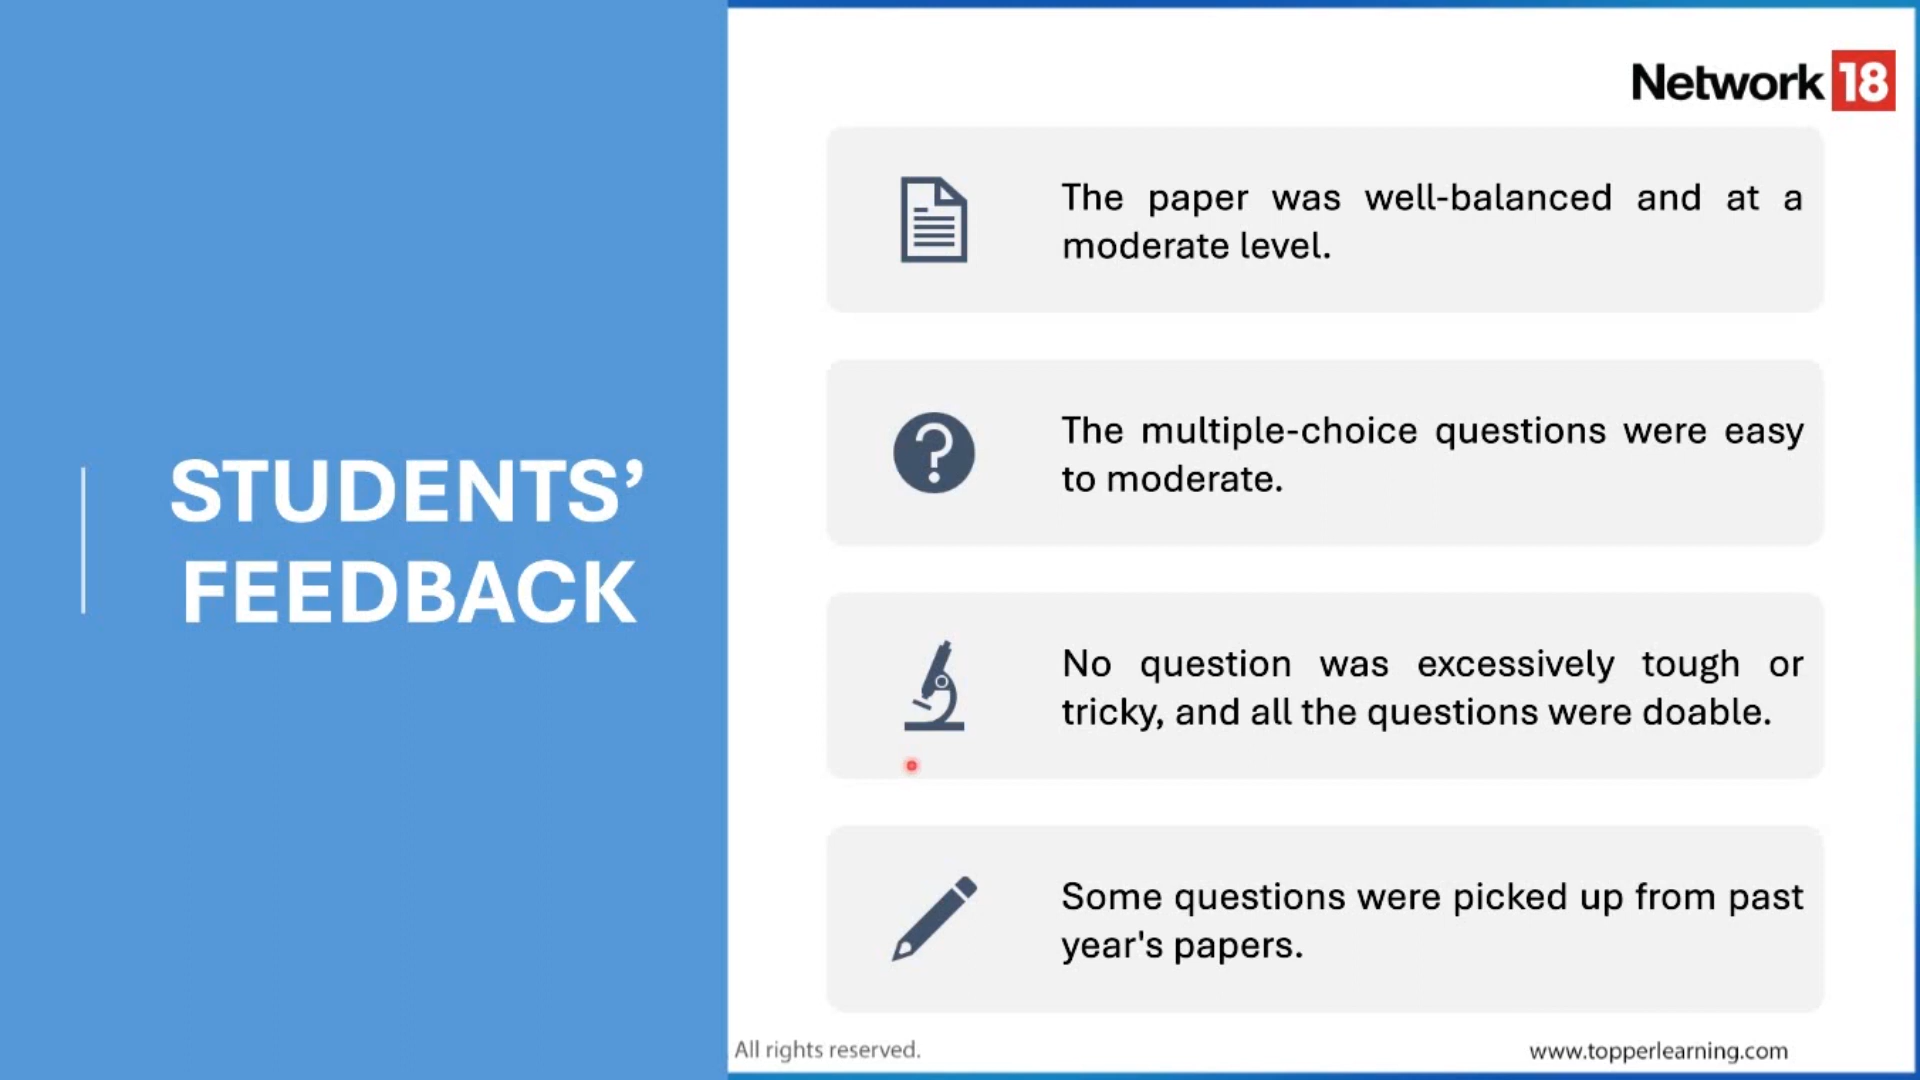 Network 18
The paper was well-balanced and at a
moderate level.
The multiple-choice questions were easy
to moderate.
STUDENTS’
FEEDBACK
No question was excessively tough or
tricky, and all the questions were doable.
Some questions were picked up from past
year's papers.
All rights reserved.
www.topperlearning.com